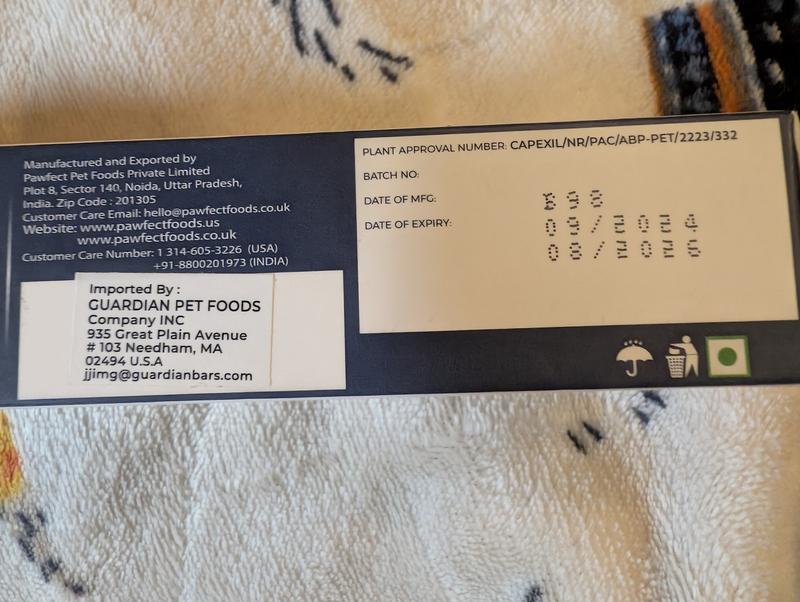 Manufactured and Exported by
Pawfect Pet Foods Private Limited
Plot 8, Sector 140, Noida, Uttar Pradesh,
India. Zip Code : 201305
Customer Care Email: hello@pawfectfoods.co.uk
Website: www.pawfectfoods.us
www.pawfectfoods.co.uk
Customer Care Number: 1 314-605-3226 (USA)
+91-8800201973 (INDIA)
Imported By :
GUARDIAN PET FOODS
Company INC
935 Great Plain Avenue
# 103 Needham, MA
02494 U.S.A
jjimg@guardianbars.com
PLANT APPROVAL NUMBER: CAPEXIL/NR/PAC/ABP-PET/2223/332
BATCH NO:
DATE OF MFG:
DATE OF EXPIRY:
98
09/2024
08/2026